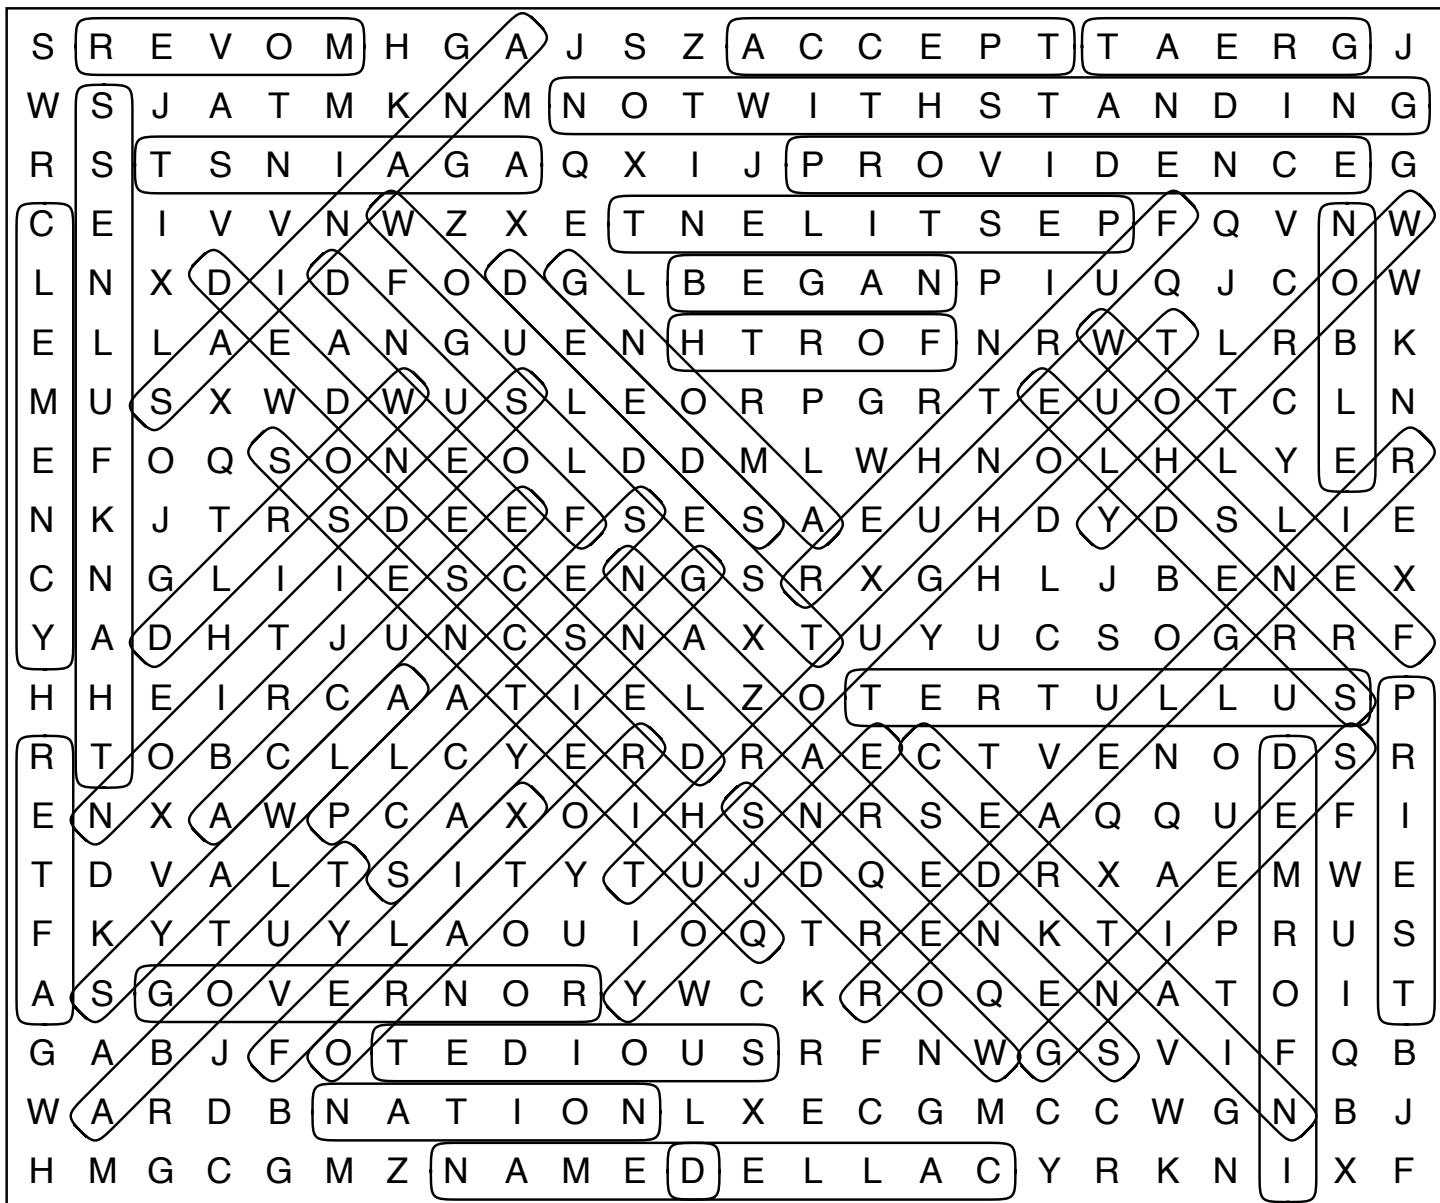 S R E V O M H G A J S Z A C C E P T T A E R G J
W S J A T M K N M N O T W I T H S T A N D I N G
R S T S N I A G A Q X I J P R O V I D E N C E G
C E I V V N W Z X E T N E L I T S E P F Q V N W
L N X D I D F O D G L B E G A N P I U Q J C O W
E L L A E A N G U E N H T R O F N R W T L R B K
M U S X W D W U S L E O R P G R T E U O T C L N
E F O Q S O N E O L D D M L W H N O L H L Y E R
N K J T R S D E E F S E S A E U H D Y D S L I E
C N G L I I E S C E N G S R X G H L J B E N E X
Y A D H T J U N C S N A X T U Y U C S O G R R F
H H E I R C A A T I E L Z O T E R T U L L U S P
R T O B C L L C Y E R D R A E C T V E N O D S R
E N X A W P C A X O I H S N R S E A Q Q U E F I
T D V A L T S I T Y T U J D Q E D R X A E M W E
F K Y T U Y L A O U I O Q T R E N K T I P R U S
A S G O V E R N O R Y W C K R O Q E N A T O I T
G A B J F O T E D I O U S R F N W G S V I F Q B
W A R D B N A T I O N L X E C G M C C W G N B J
H M G C G M Z N A M E D E L L A C Y R K N I X F